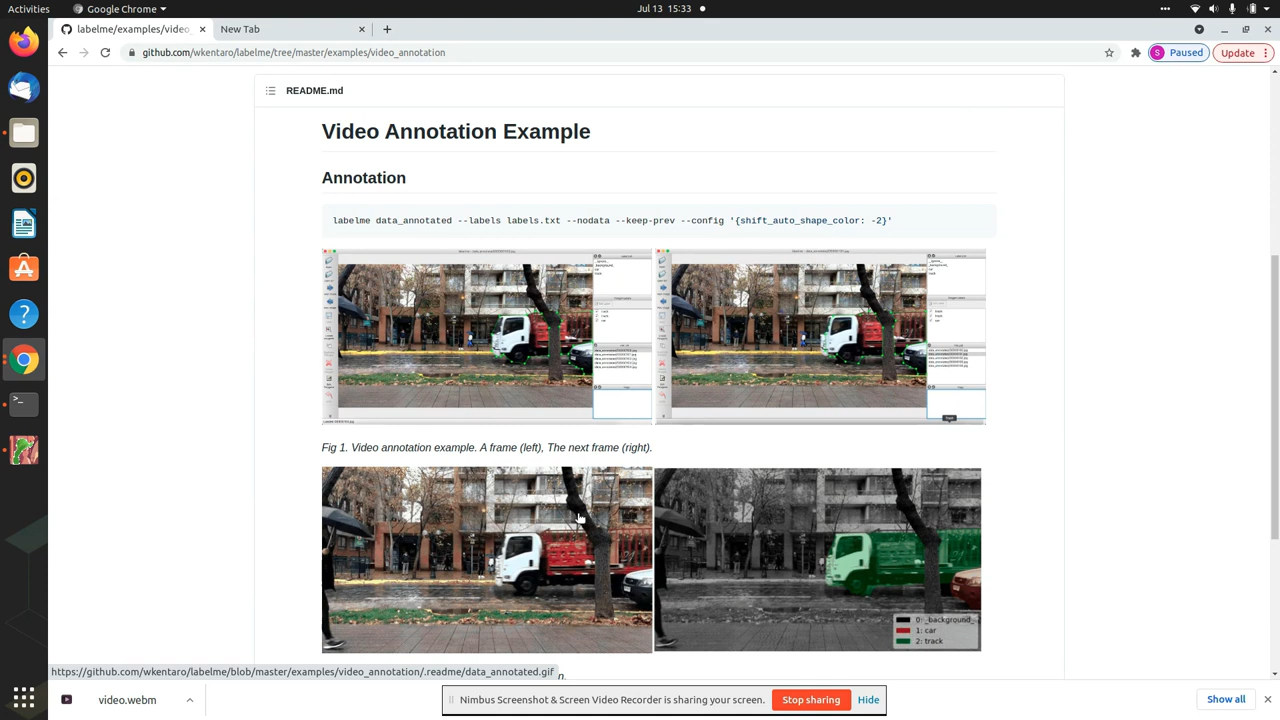 Activities
Google Chrome
Jul 13 15:33
labelme/examples/video_
New Tab
github.com/wkentaro/labelme/tree/master/examples/video_annotation
S
Paused
Update
README.md
Video Annotation Example
Annotation
labelme data_annotated --labels labels.txt --nodata --keep-prev --config '{shift_auto_shape_color: -2}'
Fig 1. Video annotation example. A frame (left), The next frame (right).
0: _background_
1: car
2: track
https://github.com/wkentaro/labelme/blob/master/examples/video_annotation/.readme/data_annotated.gif
n.
video.webm
Nimbus Screenshot & Screen Video Recorder is sharing your screen.
Stop sharing
Hide
Show all